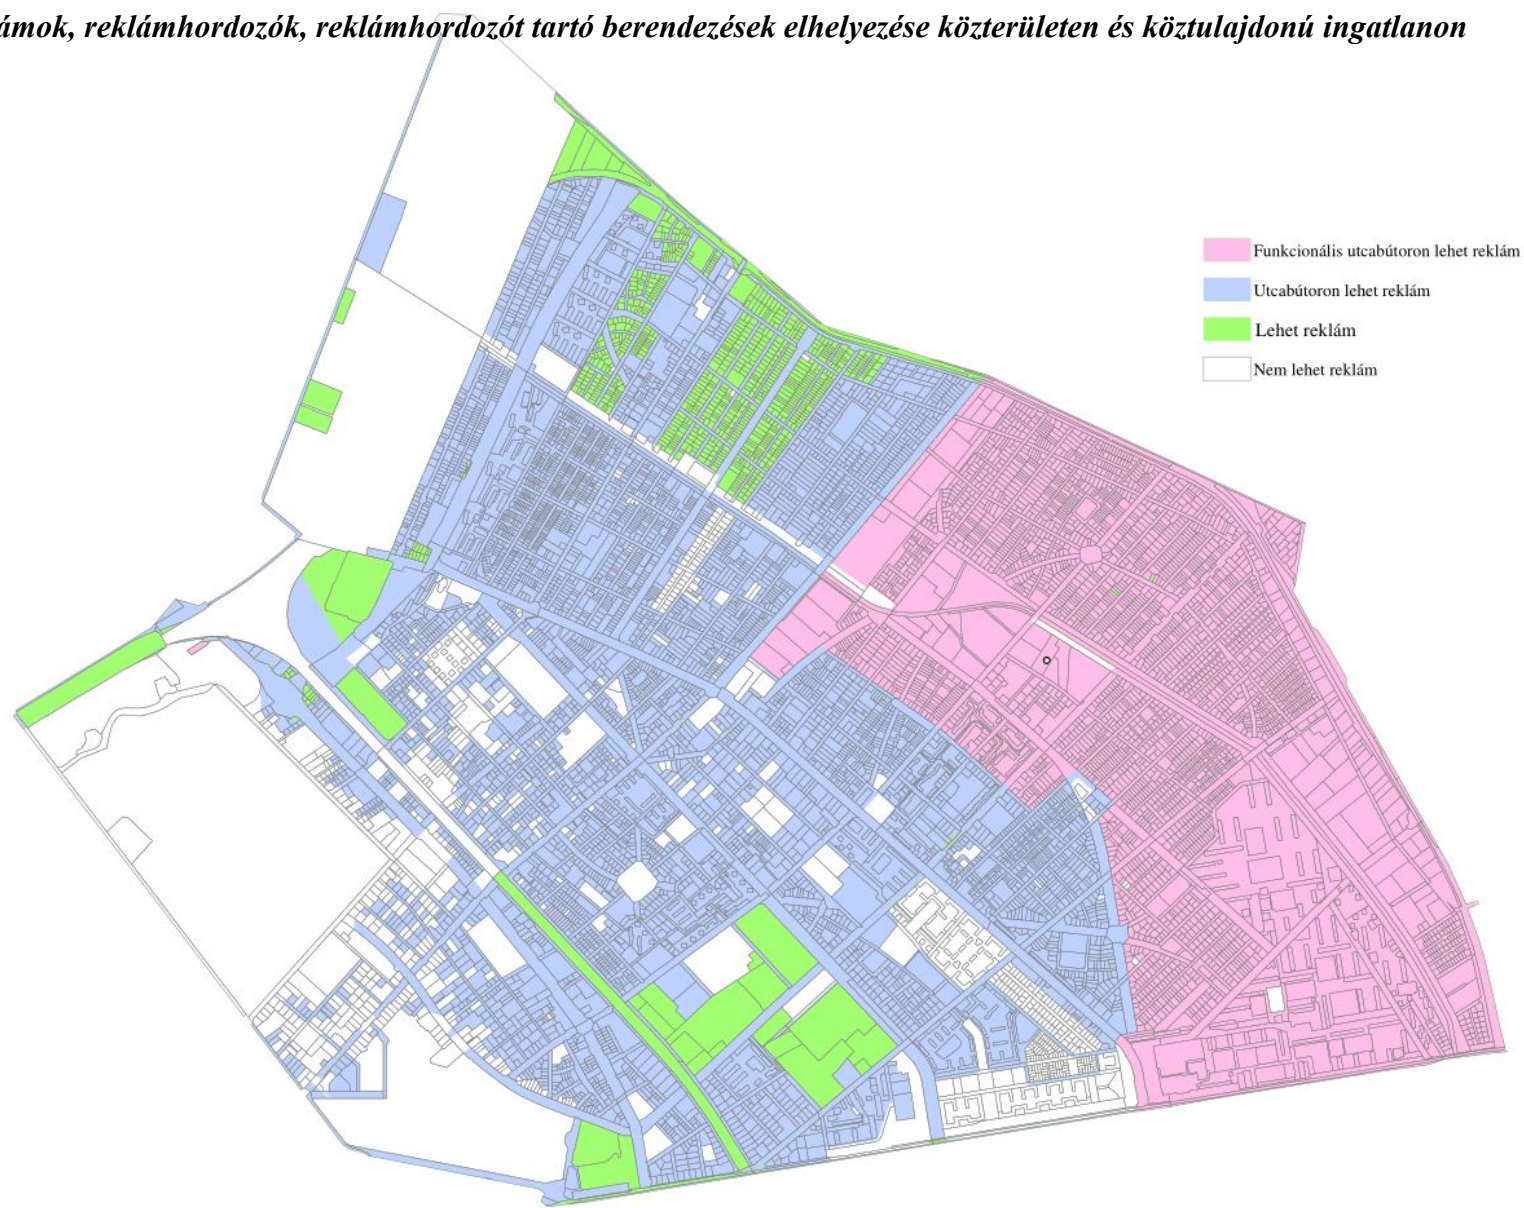 ámok, reklámhordozók, reklámhordozót tartó berendezések elhelyezése közterületen és köztulajdonú ingatlanon
Funkcionális utcabútoron lehet reklám
Utcabútoron lehet reklám
Lehet reklám
Nem lehet reklám